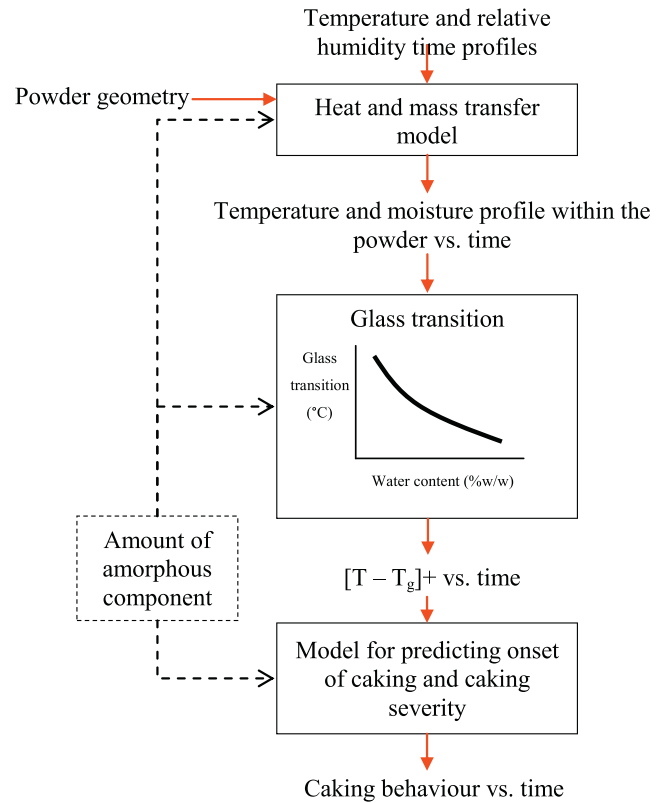 Temperature and relative
humidity time profiles
Powder geometry
Heat and mass transfer
model
Temperature and moisture profile within the
powder vs. time
Glass transition
Glass
transition
(°C)
Water content (%w/w)
Amount of
amorphous
component
[T – Tg]+ vs. time
Model for predicting onset
of caking and caking
severity
Caking behaviour vs. time